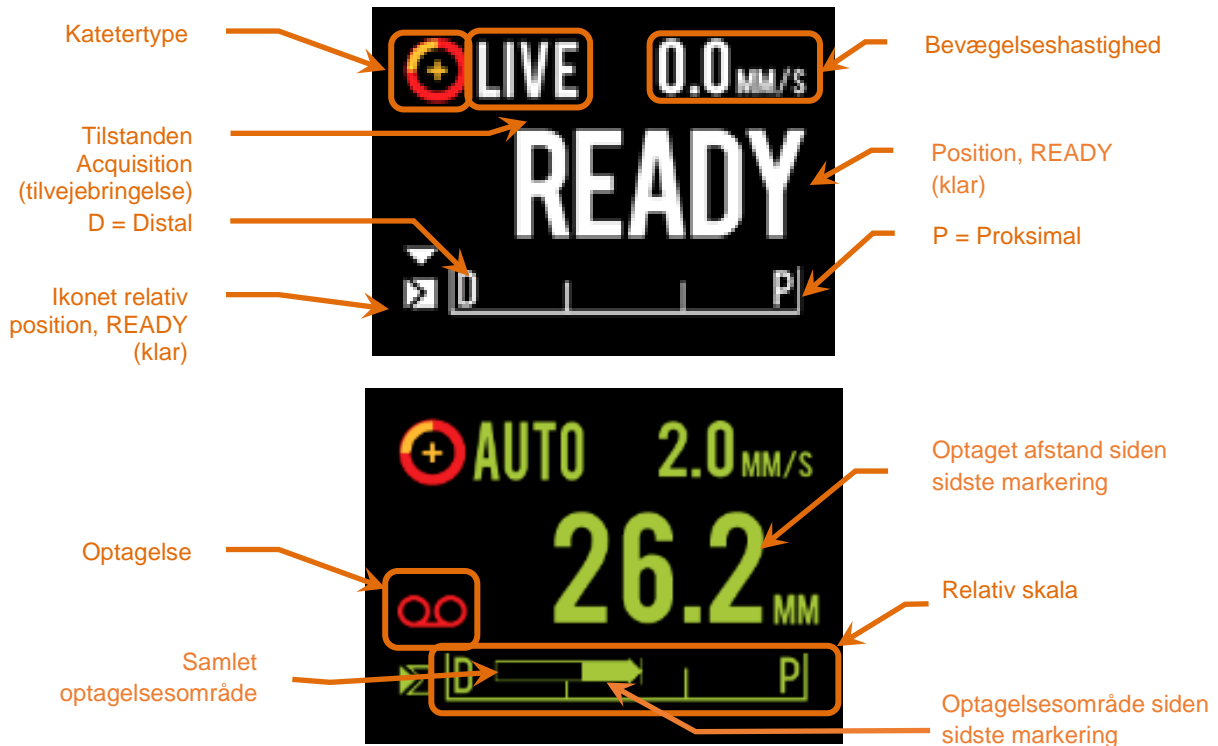 Katetertype
LIVE
0.0 MM/S
Bevægelseshastighed
Tilstanden
Acquisition
(tilvejebringelse)
READY
Position, READY
(klar)
D = Distal
P = Proksimal
D
P
Ikonet relativ
position, READY
(klar)
AUTO
2.0 MM/S
Optaget afstand siden
sidste markering
Optagelse
26.2 MM
Relativ skala
Samlet
optagelsesområde
D
P
Optagelsesområde siden
sidste markering